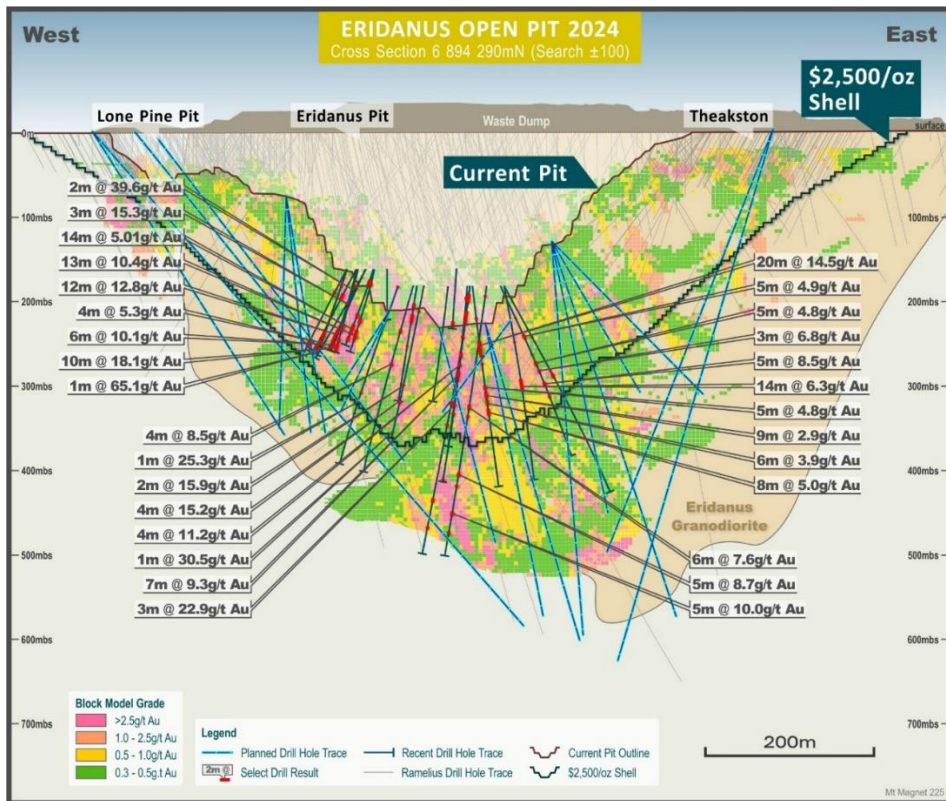 ERIDANUS OPEN PIT 2024
Cross Section 6 894 290mN (Search ±100)
West
East
$2,500/oz
Shell
Lone Pine Pit
Eridanus Pit
Waste Dump
Theakston
0m
surface
Current Pit
100mbs
100mbs
200mbs
200mbs
300mbs
300mbs
400mbs
400mbs
500mbs
500mbs
600mbs
600mbs
700mbs
700mbs
2m @ 39.6g/t Au
3m @ 15.3g/t Au
14m @ 5.01g/t Au
13m @ 10.4g/t Au
12m @ 12.8g/t Au
4m @ 5.3g/t Au
6m @ 10.1g/t Au
10m @ 18.1g/t Au
1m @ 65.1g/t Au
4m @ 8.5g/t Au
1m @ 25.3g/t Au
2m @ 15.9g/t Au
4m @ 15.2g/t Au
4m @ 11.2g/t Au
1m @ 30.5g/t Au
7m @ 9.3g/t Au
3m @ 22.9g/t Au
20m @ 14.5g/t Au
5m @ 4.9g/t Au
5m @ 4.8g/t Au
3m @ 6.8g/t Au
5m @ 8.5g/t Au
14m @ 6.3g/t Au
5m @ 4.8g/t Au
9m @ 2.9g/t Au
6m @ 3.9g/t Au
8m @ 5.0g/t Au
Eridanus
Granodiorite
6m @ 7.6g/t Au
5m @ 8.7g/t Au
5m @ 10.0g/t Au
Block Model Grade
>2.5g/t Au
1.0 - 2.5g/t Au
0.5 - 1.0g/t Au
0.3 - 0.5g.t Au
Legend
Planned Drill Hole Trace
Recent Drill Hole Trace
Current Pit Outline
2m @
Select Drill Result
Ramelius Drill Hole Trace
$2,500/oz Shell
200m
Mt Magnet 225